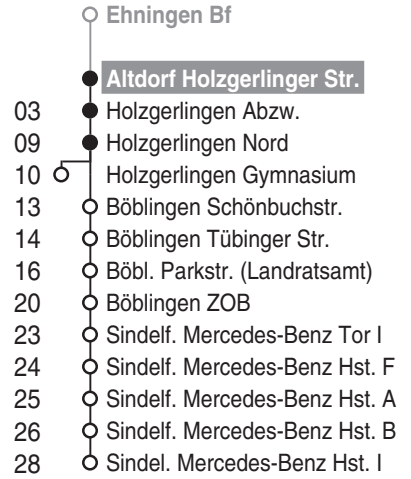 Ehningen Bf
Altdorf Holzgerlinger Str.
03 Holzgerlingen Abzw.
09 Holzgerlingen Nord
10 Holzgerlingen Gymnasium
13 Böblingen Schönbuchstr.
14 Böblingen Tübinger Str.
16 Böbl. Parkstr. (Landratsamt)
20 Böblingen ZOB
23 Sindelf. Mercedes-Benz Tor I
24 Sindelf. Mercedes-Benz Hst. F
25 Sindelf. Mercedes-Benz Hst. A
26 Sindelf. Mercedes-Benz Hst. B
28 Sindel. Mercedes-Benz Hst. I